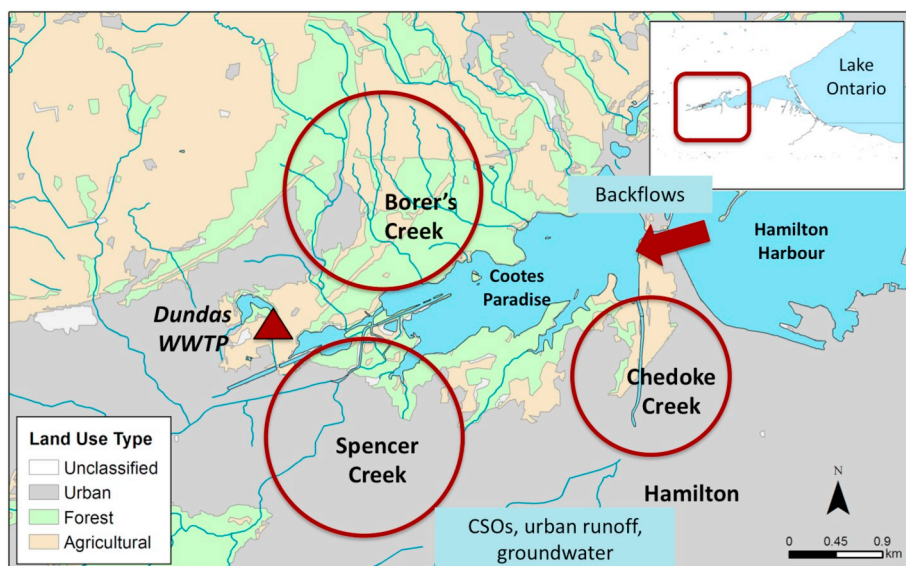 Lake
Ontario
Backflows
Borer's
Creek
Hamilton
Harbour
Cootes
Paradise
Dundas
WWTP
Chedoke
Creek
Spencer
Creek
Land Use Type
Unclassified
Urban
Forest
Agricultural
Hamilton
CSOs, urban runoff,
groundwater
N
0 0.45 0.9
km